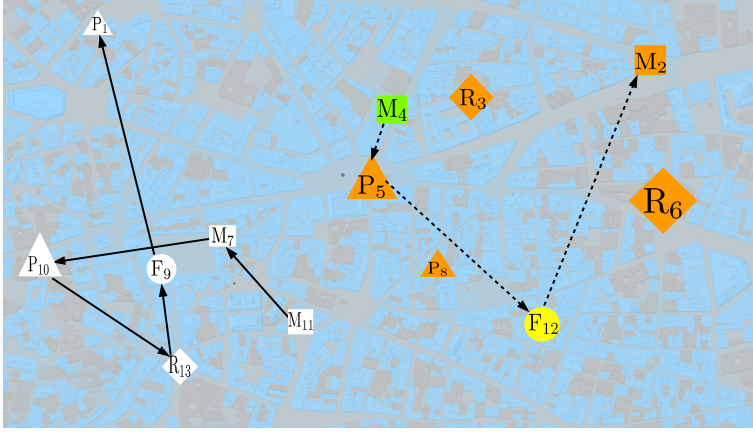 P₁
M₂
R₃
M₄
P₅
R₆
M₇
P₈
P₁₀
F₉
M₁₁
F₁₂
R₁₃